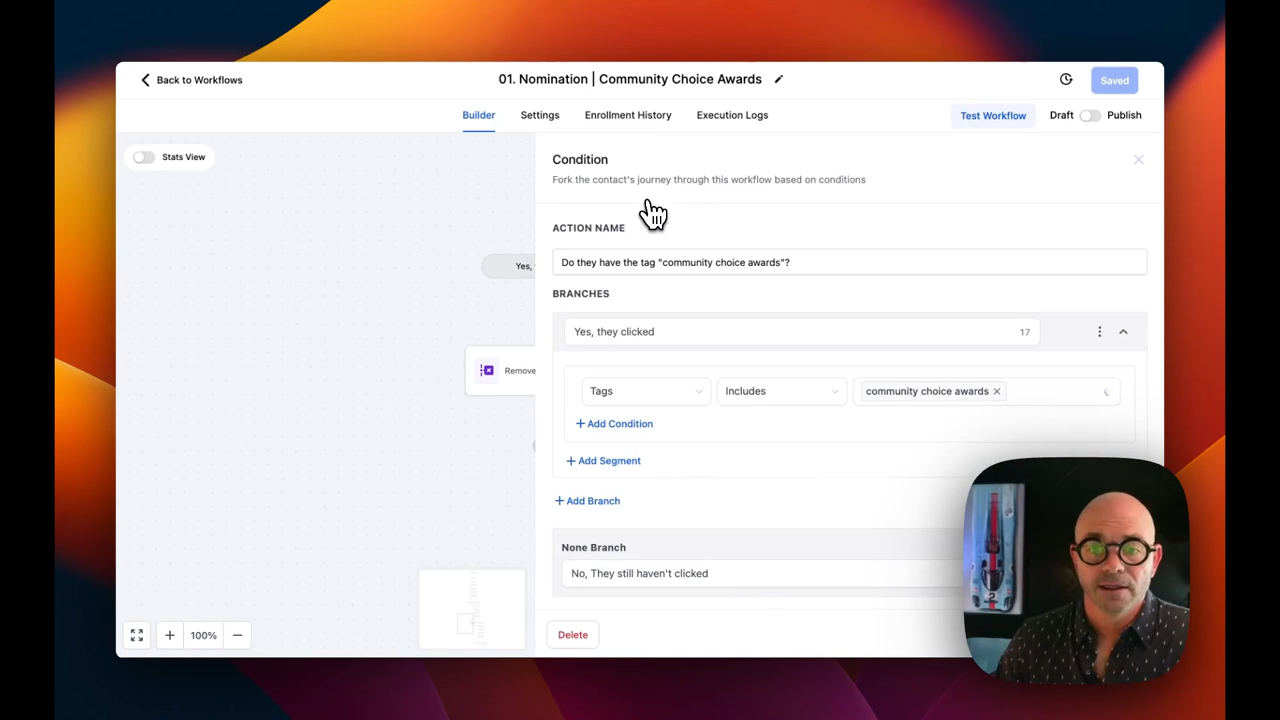 Back to Workflows
01. Nomination | Community Choice Awards
Saved
Builder
Settings
Enrollment History
Execution Logs
Test Workflow
Draft
Publish
Stats View
Condition
Fork the contact's journey through this workflow based on conditions
ACTION NAME
Yes,
Do they have the tag "community choice awards"?
BRANCHES
Yes, they clicked
17
Remove
Tags
Includes
community choice awards
Add Condition
Add Segment
Add Branch
None Branch
No, They still haven't clicked
100%
Delete